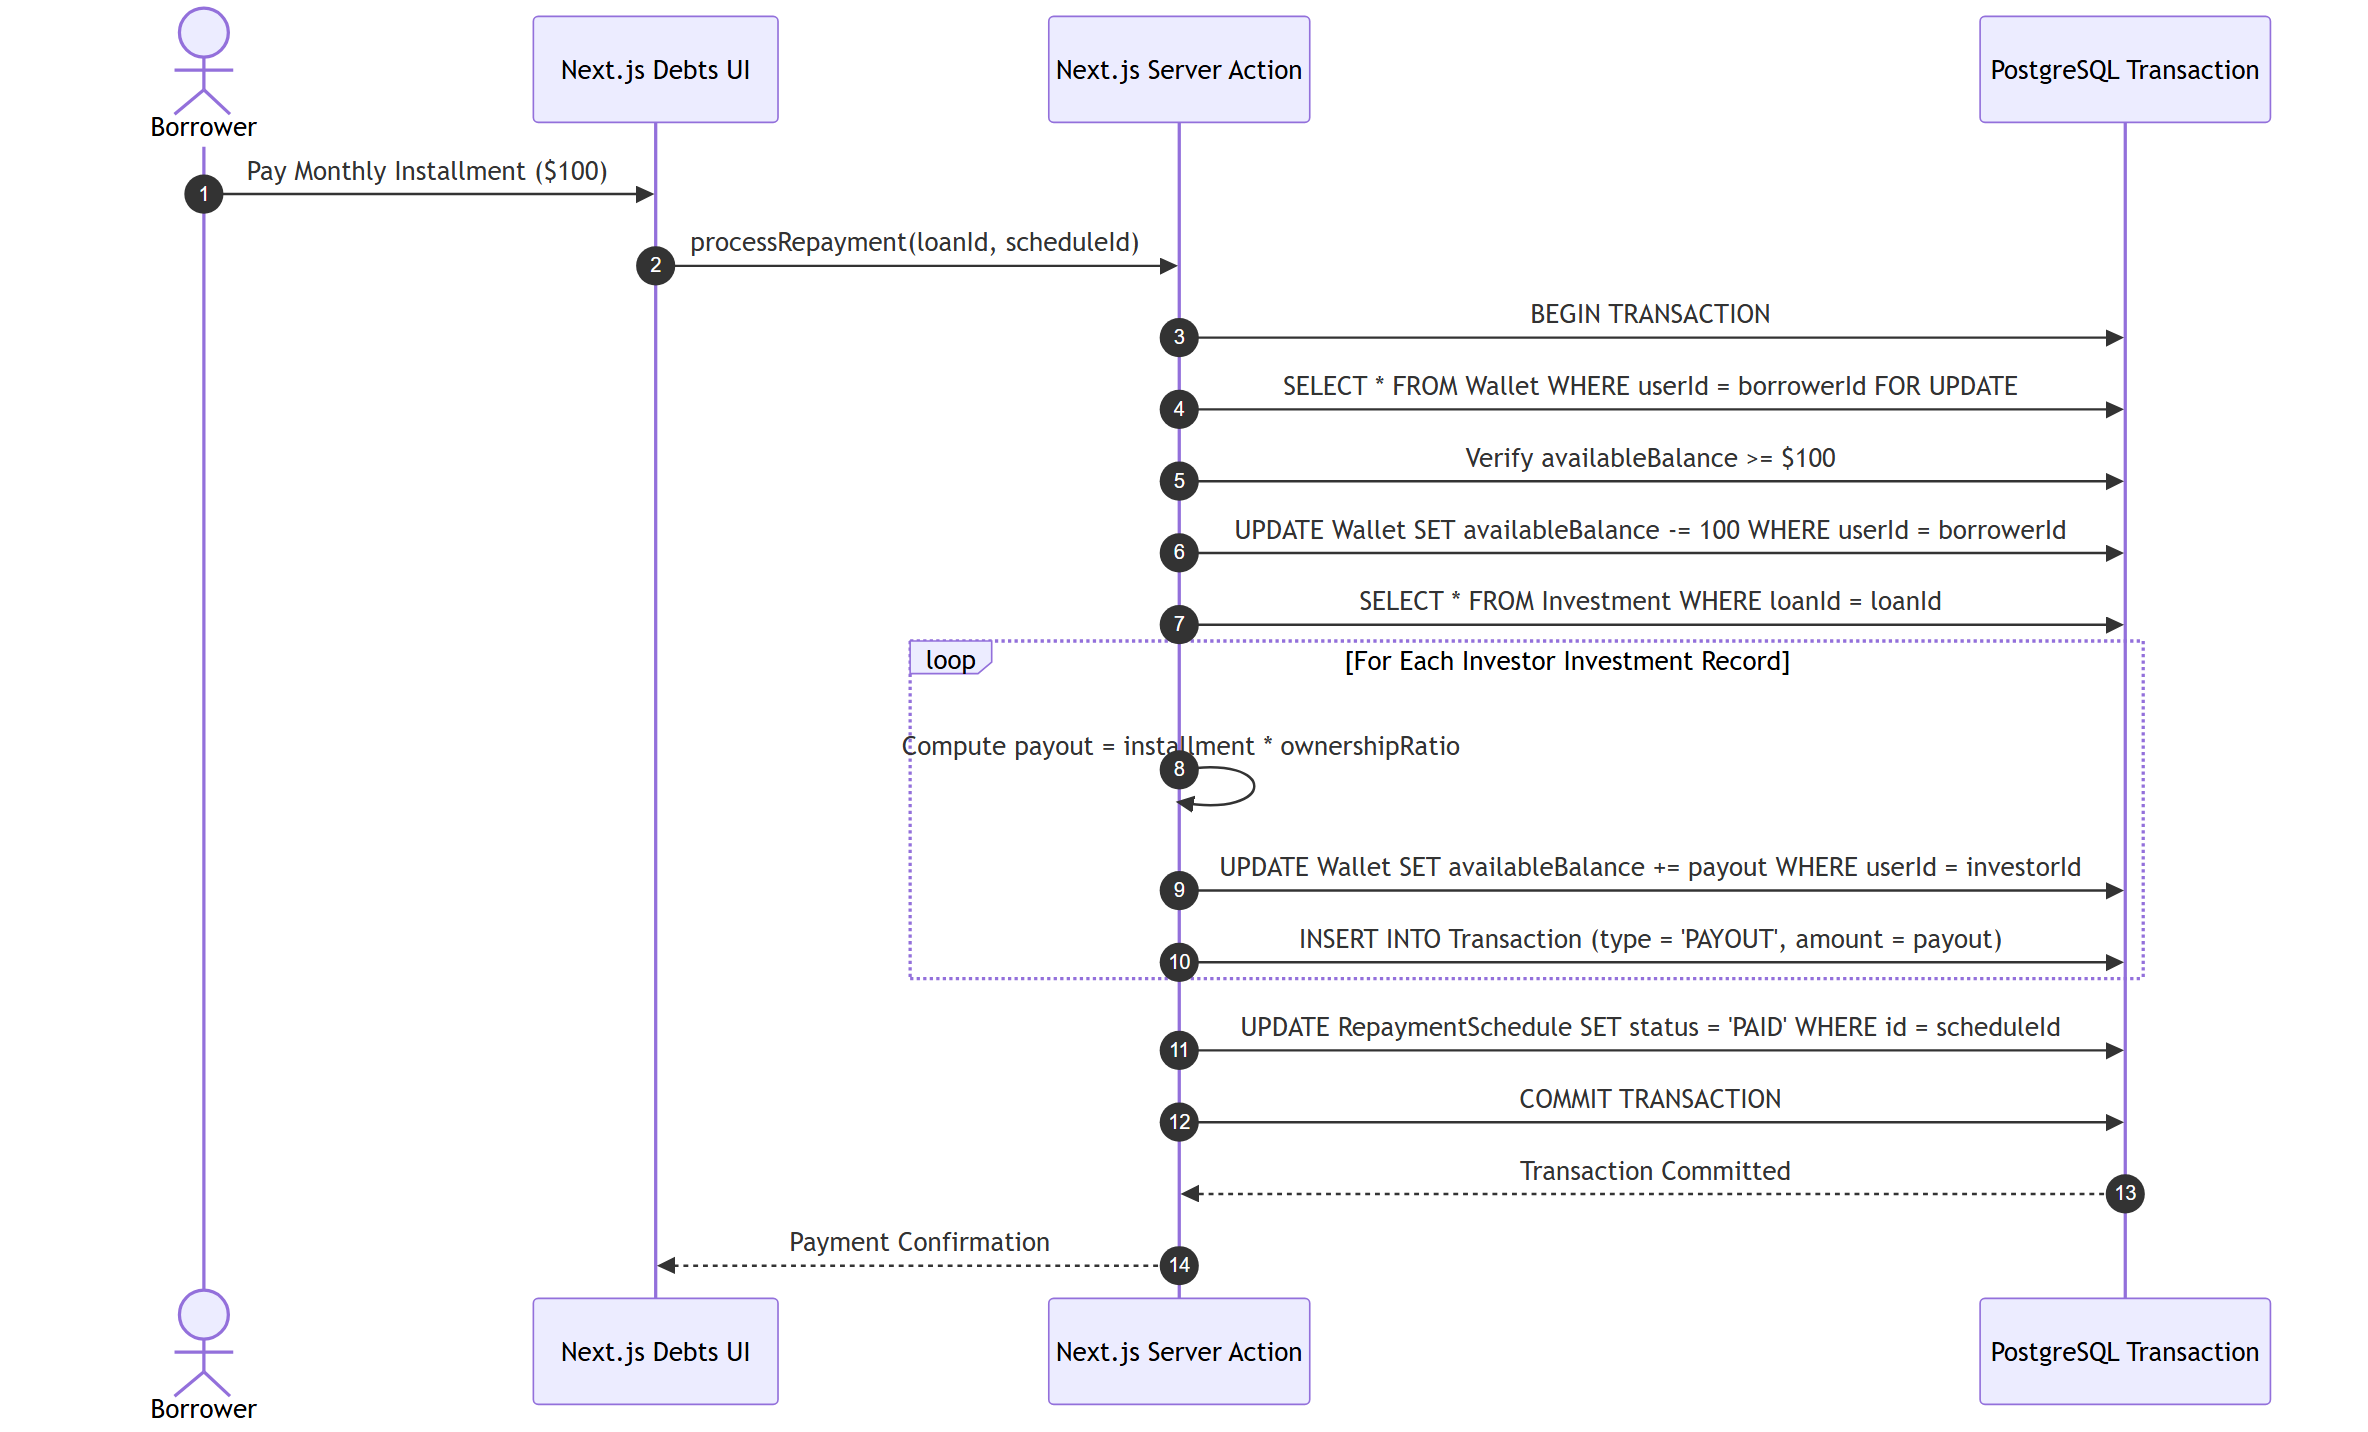 Next.js Debts UI
Next.js Server Action
PostgreSQL Transaction
Borrower
Pay Monthly Installment ($100)
1
processRepayment(loanId, scheduleId)
2
BEGIN TRANSACTION
3
SELECT * FROM Wallet WHERE userId = borrowerId FOR UPDATE
4
Verify availableBalance >= $100
5
UPDATE Wallet SET availableBalance -= 100 WHERE userId = borrowerId
6
SELECT * FROM Investment WHERE loanId = loanId
7
loop
[For Each Investor Investment Record]
Compute payout = installment * ownershipRatio
8
UPDATE Wallet SET availableBalance += payout WHERE userId = investorId
9
INSERT INTO Transaction (type = 'PAYOUT', amount = payout)
10
UPDATE RepaymentSchedule SET status = 'PAID' WHERE id = scheduleId
11
COMMIT TRANSACTION
12
Transaction Committed
13
Payment Confirmation
14
Next.js Debts UI
Next.js Server Action
PostgreSQL Transaction
Borrower